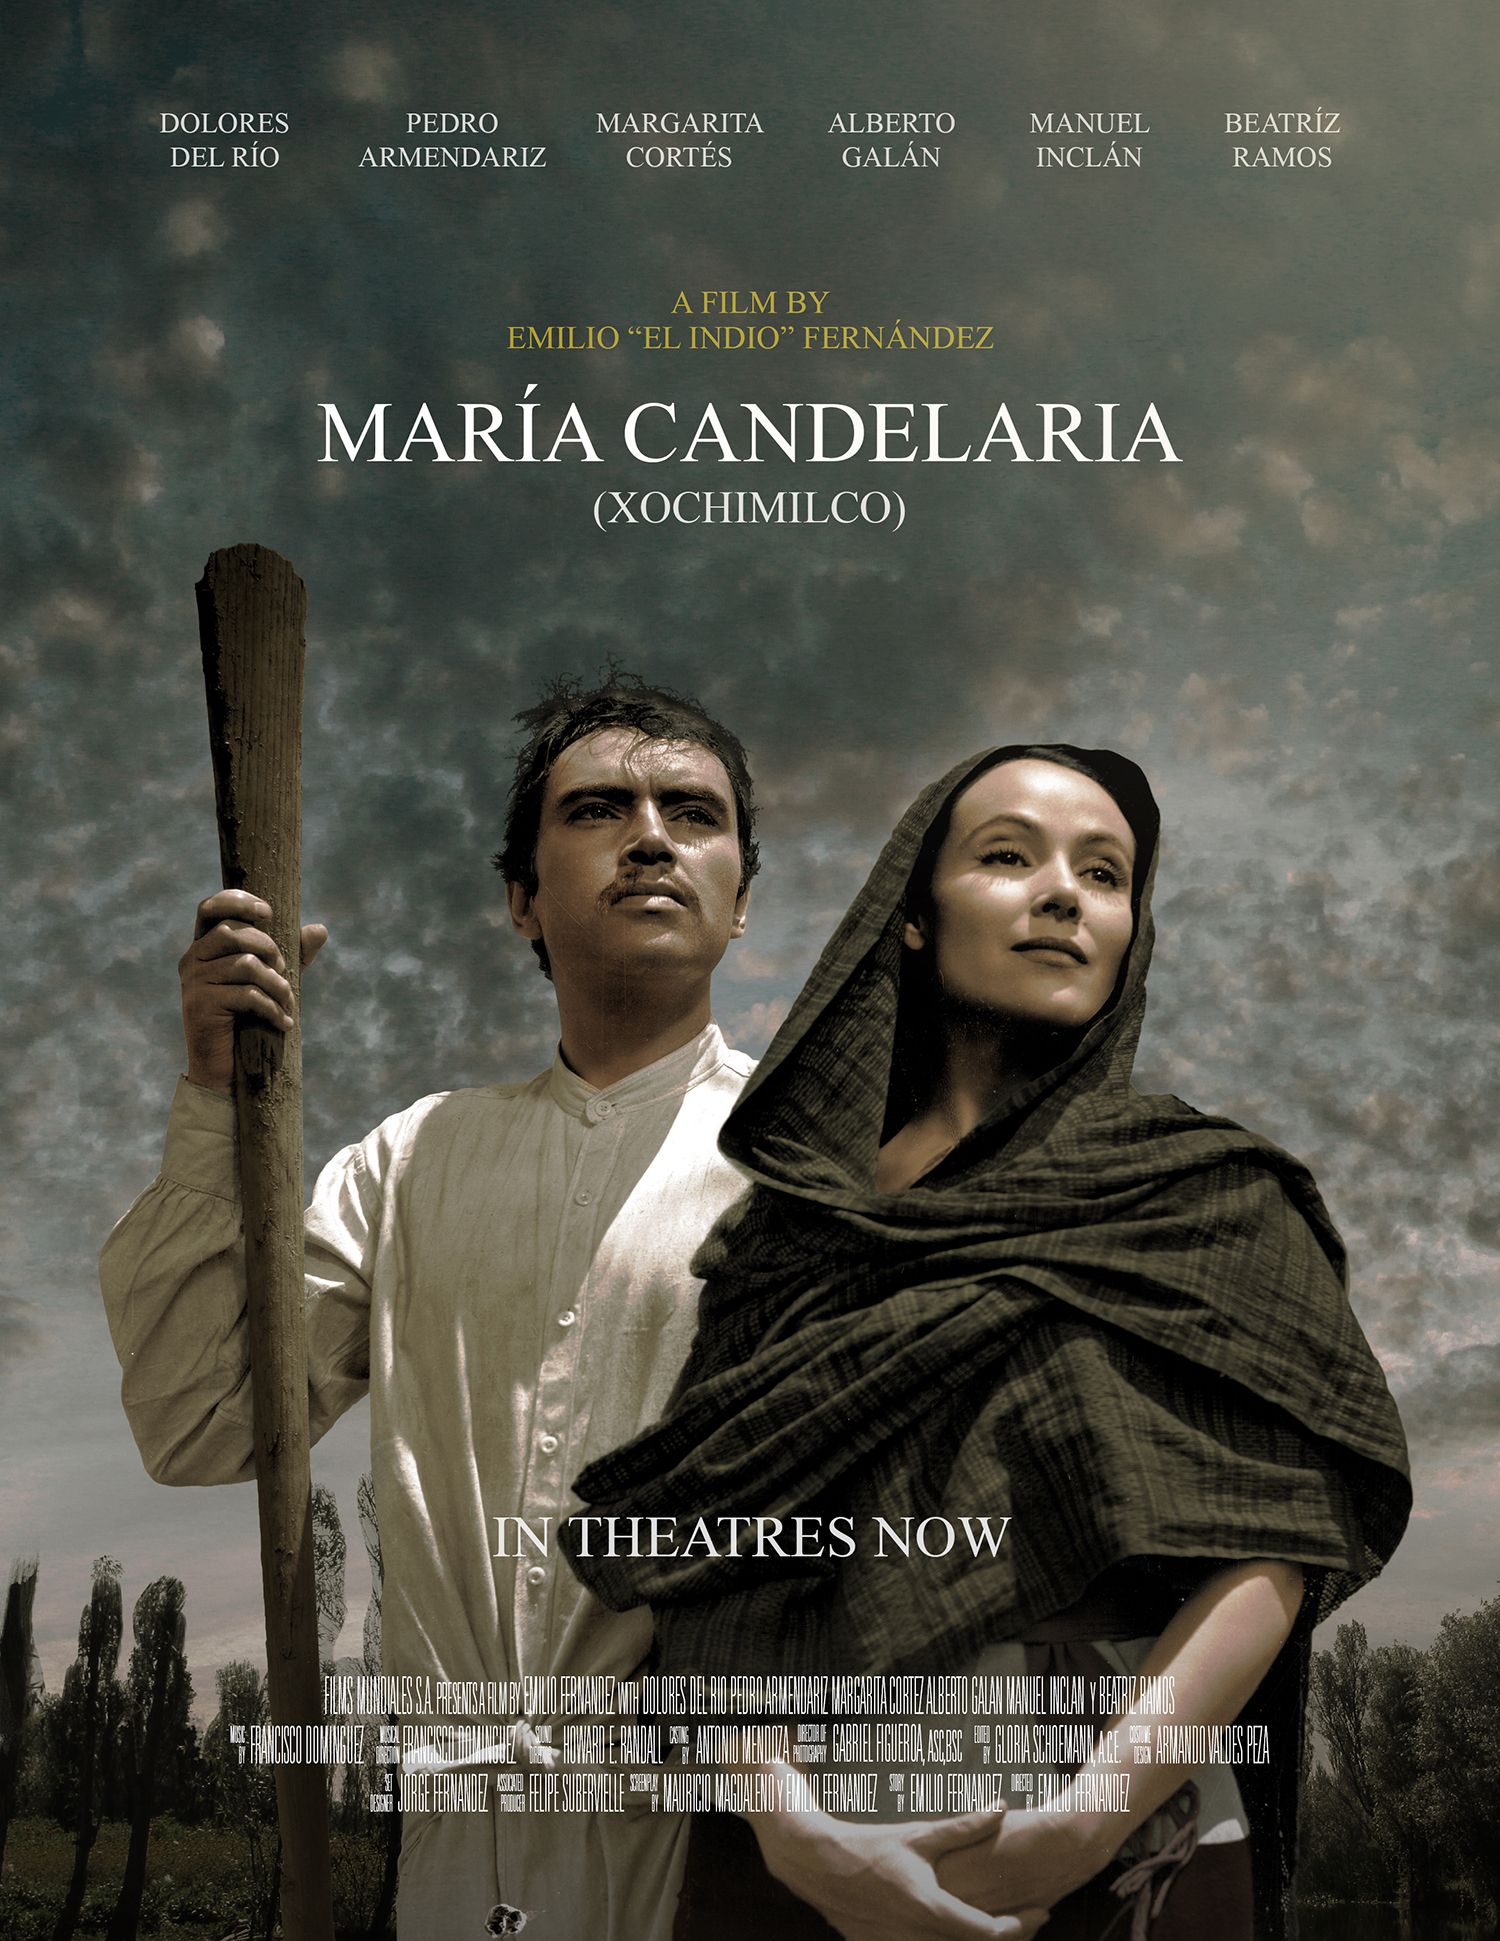 DOLORES DEL RÍO
PEDRO ARMENDARIZ
MARGARITA CORTÉS
ALBERTO GALÁN
MANUEL INCLÁN
BEATRÍZ RAMOS
A FILM BY
EMILIO “EL INDIO” FERNÁNDEZ
MARÍA CANDELARIA
(XOCHIMILCO)
IN THEATRES NOW
FILMS MUNDIALES S.A. PRESENTS A FILM BY EMILIO FERNANDEZ WITH DOLORES DEL RIO PEDRO ARMENDARIZ MARGARITA CORTEZ ALBERTO GALAN MANUEL INCLAN Y BEATRIZ RAMOS
MUSIC BY FRANCISCO DOMINGUEZ MUSICAL DIRECTION FRANCISCO DOMINGUEZ SOUND DIRECTOR HOWARD E. RANDALL CASTING BY ANTONIO MENDOZA DIRECTOR OF PHOTOGRAPHY GABRIEL FIGUEROA, ASC,BSC EDITED BY GLORIA SCHOEMANN, A.C.E. COSTUME DESIGN ARMANDO VALDES PEZA
SET DESIGNER JORGE FERNANDEZ ASSOCIATED PRODUCER FELIPE SUBERVIELLE SCREENPLAY BY MAURICIO MAGDALENO Y EMILIO FERNANDEZ STORY BY EMILIO FERNANDEZ DIRECTED BY EMILIO FERNANDEZ